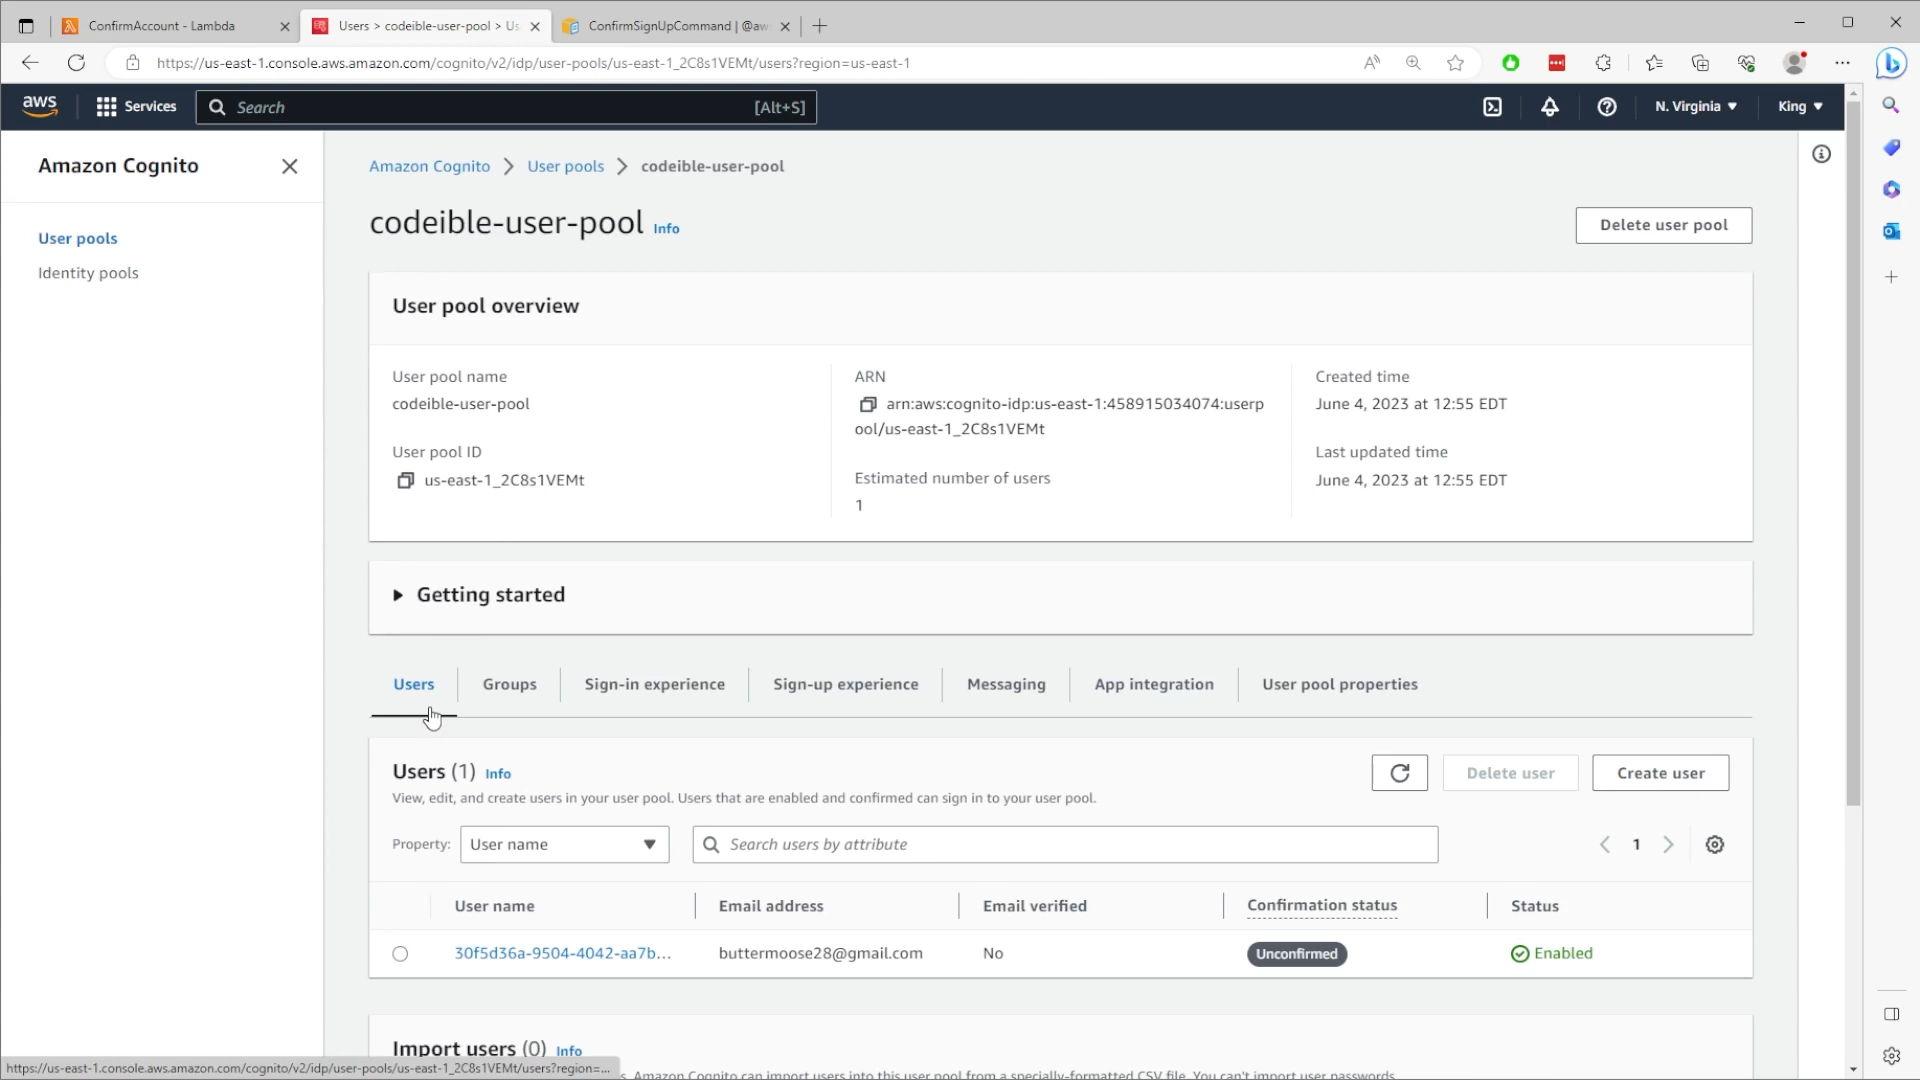 ConfirmAccount - Lambda
Users > codeible-user-pool > Us
ConfirmSignUpCommand | @aw
https://us-east-1.console.aws.amazon.com/cognito/v2/idp/user-pools/us-east-1_2C8s1VEMt/users?region=us-east-1
aws
Services
Search
[Alt+S]
N. Virginia
King
Amazon Cognito
User pools
Identity pools
Amazon Cognito
User pools
codeible-user-pool
codeible-user-pool Info
Delete user pool
User pool overview
User pool name
codeible-user-pool
User pool ID
us-east-1_2C8s1VEMt
ARN
arn:aws:cognito-idp:us-east-1:458915034074:userp
ool/us-east-1_2C8s1VEMt
Estimated number of users
1
Created time
June 4, 2023 at 12:55 EDT
Last updated time
June 4, 2023 at 12:55 EDT
Getting started
Users
Groups
Sign-in experience
Sign-up experience
Messaging
App integration
User pool properties
Users (1) Info
View, edit, and create users in your user pool. Users that are enabled and confirmed can sign in to your user pool.
Delete user
Create user
Property:
User name
Search users by attribute
1
User name
Email address
Email verified
Confirmation status
Status
30f5d36a-9504-4042-aa7b...
buttermoose28@gmail.com
No
Unconfirmed
Enabled
Import users (0) Info
s. Amazon Cognito can import users into this user pool from a specially-formatted CSV file. You can't import user passwords.
https://us-east-1.console.aws.amazon.com/cognito/v2/idp/user-pools/us-east-1_2C8s1VEMt/users?region=...